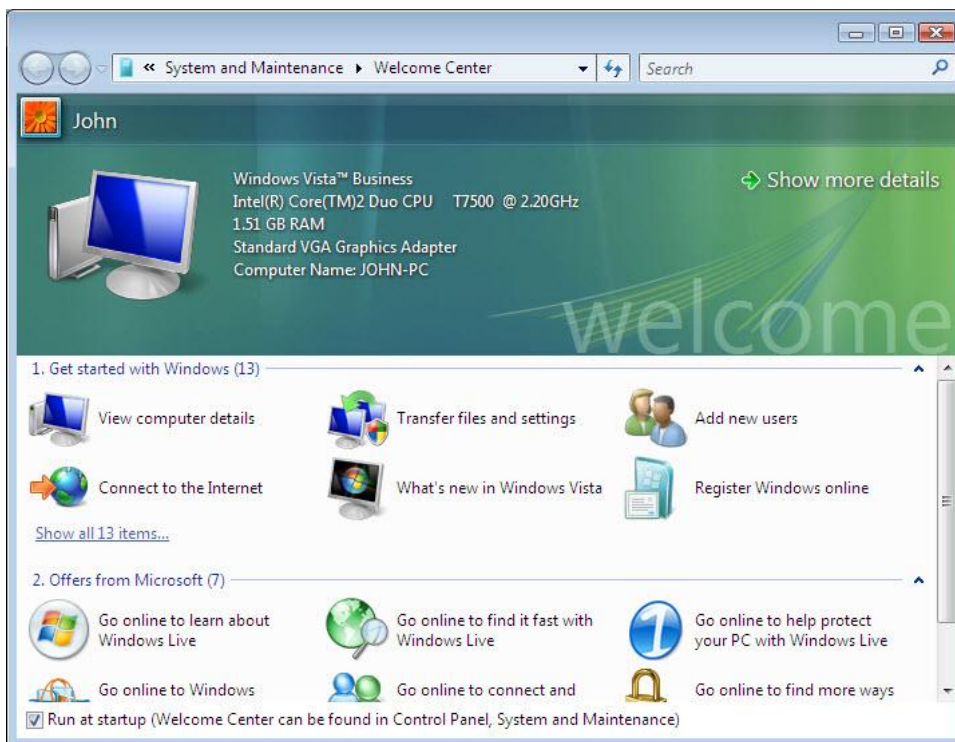 « System and Maintenance ▸ Welcome Center
Search
John
Windows Vista™ Business
Intel(R) Core(TM)2 Duo CPU T7500 @ 2.20GHz
1.51 GB RAM
Standard VGA Graphics Adapter
Computer Name: JOHN-PC
Show more details
welcome
1. Get started with Windows (13)
View computer details
Transfer files and settings
Add new users
Connect to the Internet
What's new in Windows Vista
Register Windows online
Show all 13 items...
2. Offers from Microsoft (7)
Go online to learn about
Windows Live
Go online to find it fast with
Windows Live
Go online to help protect
your PC with Windows Live
Go online to Windows
Go online to connect and
Go online to find more ways
Run at startup (Welcome Center can be found in Control Panel, System and Maintenance)